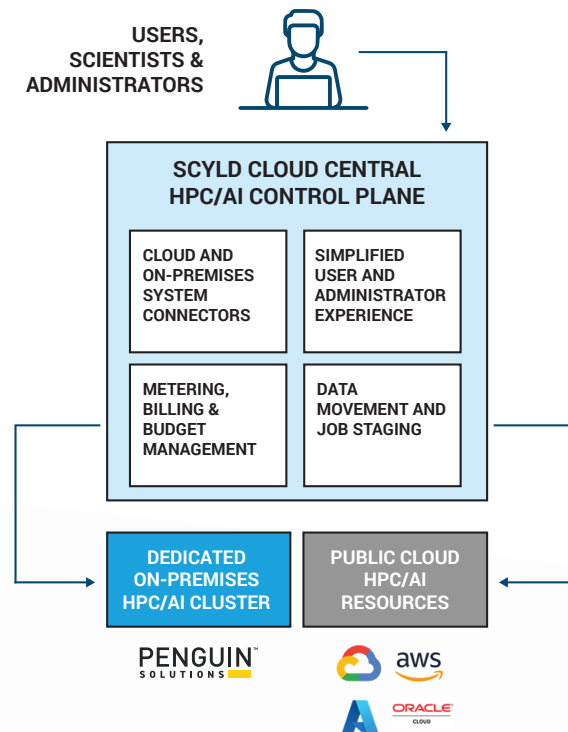 USERS,
SCIENTISTS &
ADMINISTRATORS
SCYLD CLOUD CENTRAL
HPC/AI CONTROL PLANE
CLOUD AND
ON-PREMISES
SYSTEM
CONNECTORS
SIMPLIFIED
USER AND
ADMINISTRATOR
EXPERIENCE
METERING,
BILLING &
BUDGET
MANAGEMENT
DATA
MOVEMENT AND
JOB STAGING
DEDICATED
ON-PREMISES
HPC/AI CLUSTER
PUBLIC CLOUD
HPC/AI
RESOURCES
PENGUIN™
SOLUTIONS
aws
ORACLE
CLOUD